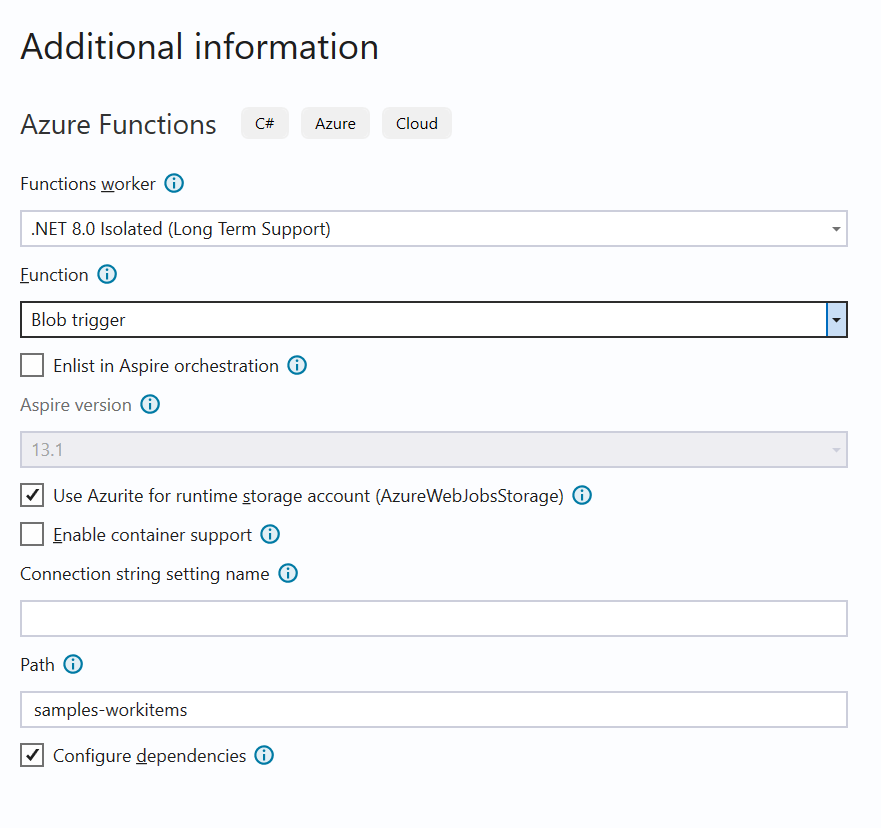 Additional information
Azure Functions C# Azure Cloud
Functions worker
.NET 8.0 Isolated (Long Term Support)
Function
Blob trigger
Enlist in Aspire orchestration
Aspire version
13.1
Use Azurite for runtime storage account (AzureWebJobsStorage)
Enable container support
Connection string setting name
Path
samples-workitems
Configure dependencies